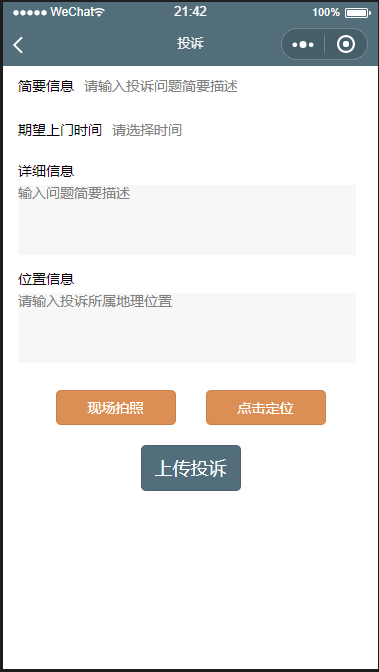 WeChat 21:42 100%
投诉
简要信息 请输入投诉问题简要描述
期望上门时间 请选择时间
详细信息
输入问题简要描述
位置信息
请输入投诉所属地理位置
现场拍照 点击定位
上传投诉